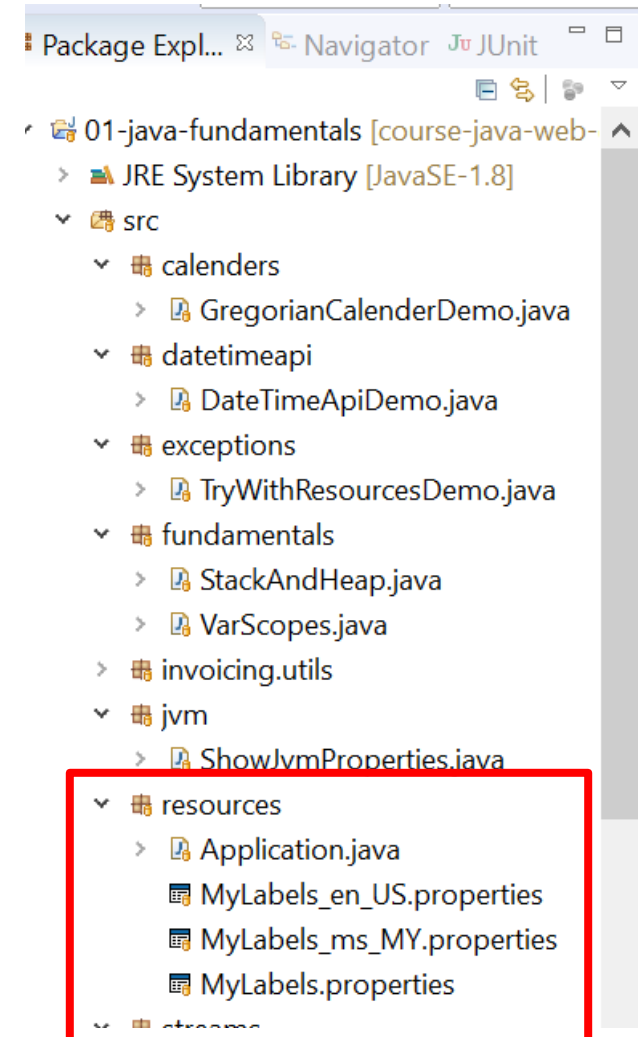 Package Expl... Navigator Ju JUnit
01-java-fundamentals [course-java-web-
JRE System Library [JavaSE-1.8]
src
calenders
GregorianCalenderDemo.java
datetimeapi
DateTimeApiDemo.java
exceptions
TryWithResourcesDemo.java
fundamentals
StackAndHeap.java
VarScopes.java
invoicing.utils
jvm
ShowJvmProperties.java
resources
Application.java
MyLabels_en_US.properties
MyLabels_ms_MY.properties
MyLabels.properties
streams